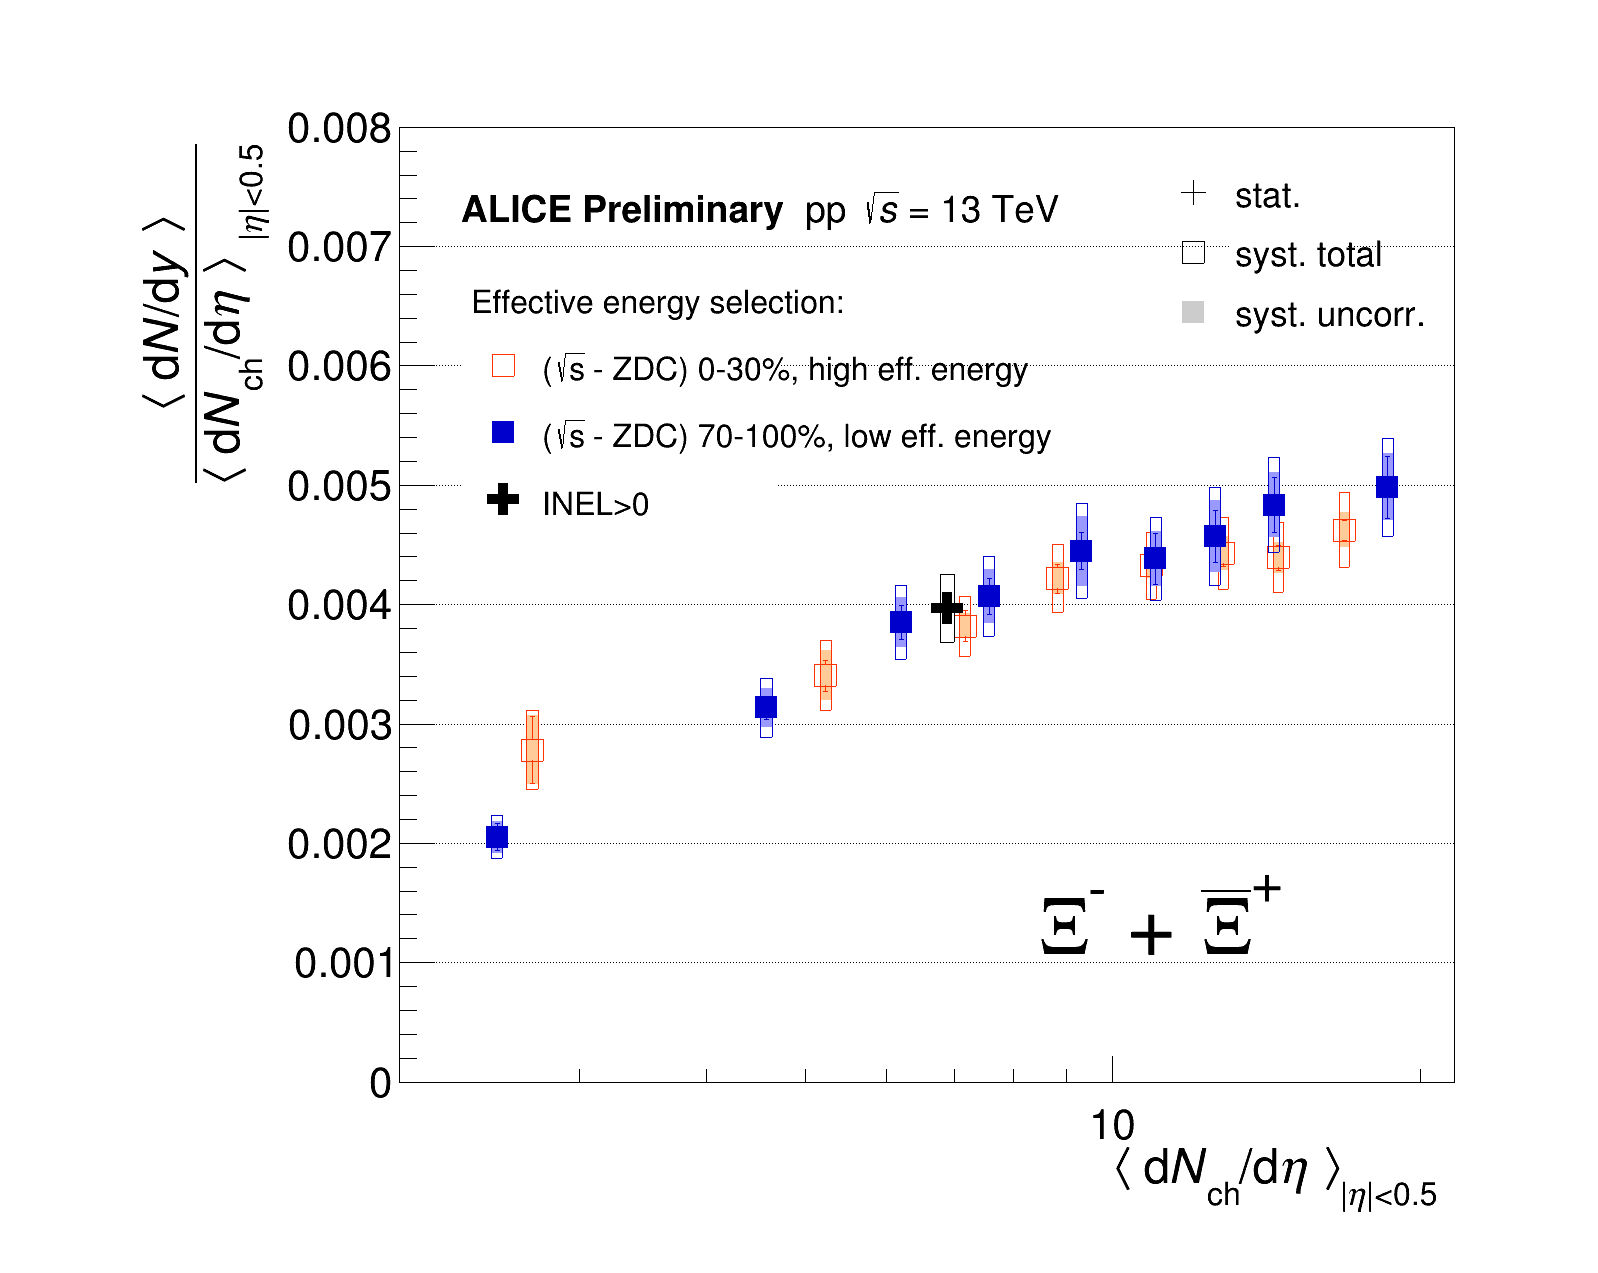 ⟨ dN/dy ⟩
⟨ dN_ch/dη ⟩_|η|<0.5
0.008
0.007
0.006
0.005
0.004
0.003
0.002
0.001
0
ALICE Preliminary pp √s = 13 TeV
stat.
syst. total
syst. uncorr.
Effective energy selection:
(√s - ZDC) 0-30%, high eff. energy
(√s - ZDC) 70-100%, low eff. energy
INEL>0
Ξ⁻ + Ξ̅⁺
10
⟨ dN_ch/dη ⟩_|η|<0.5